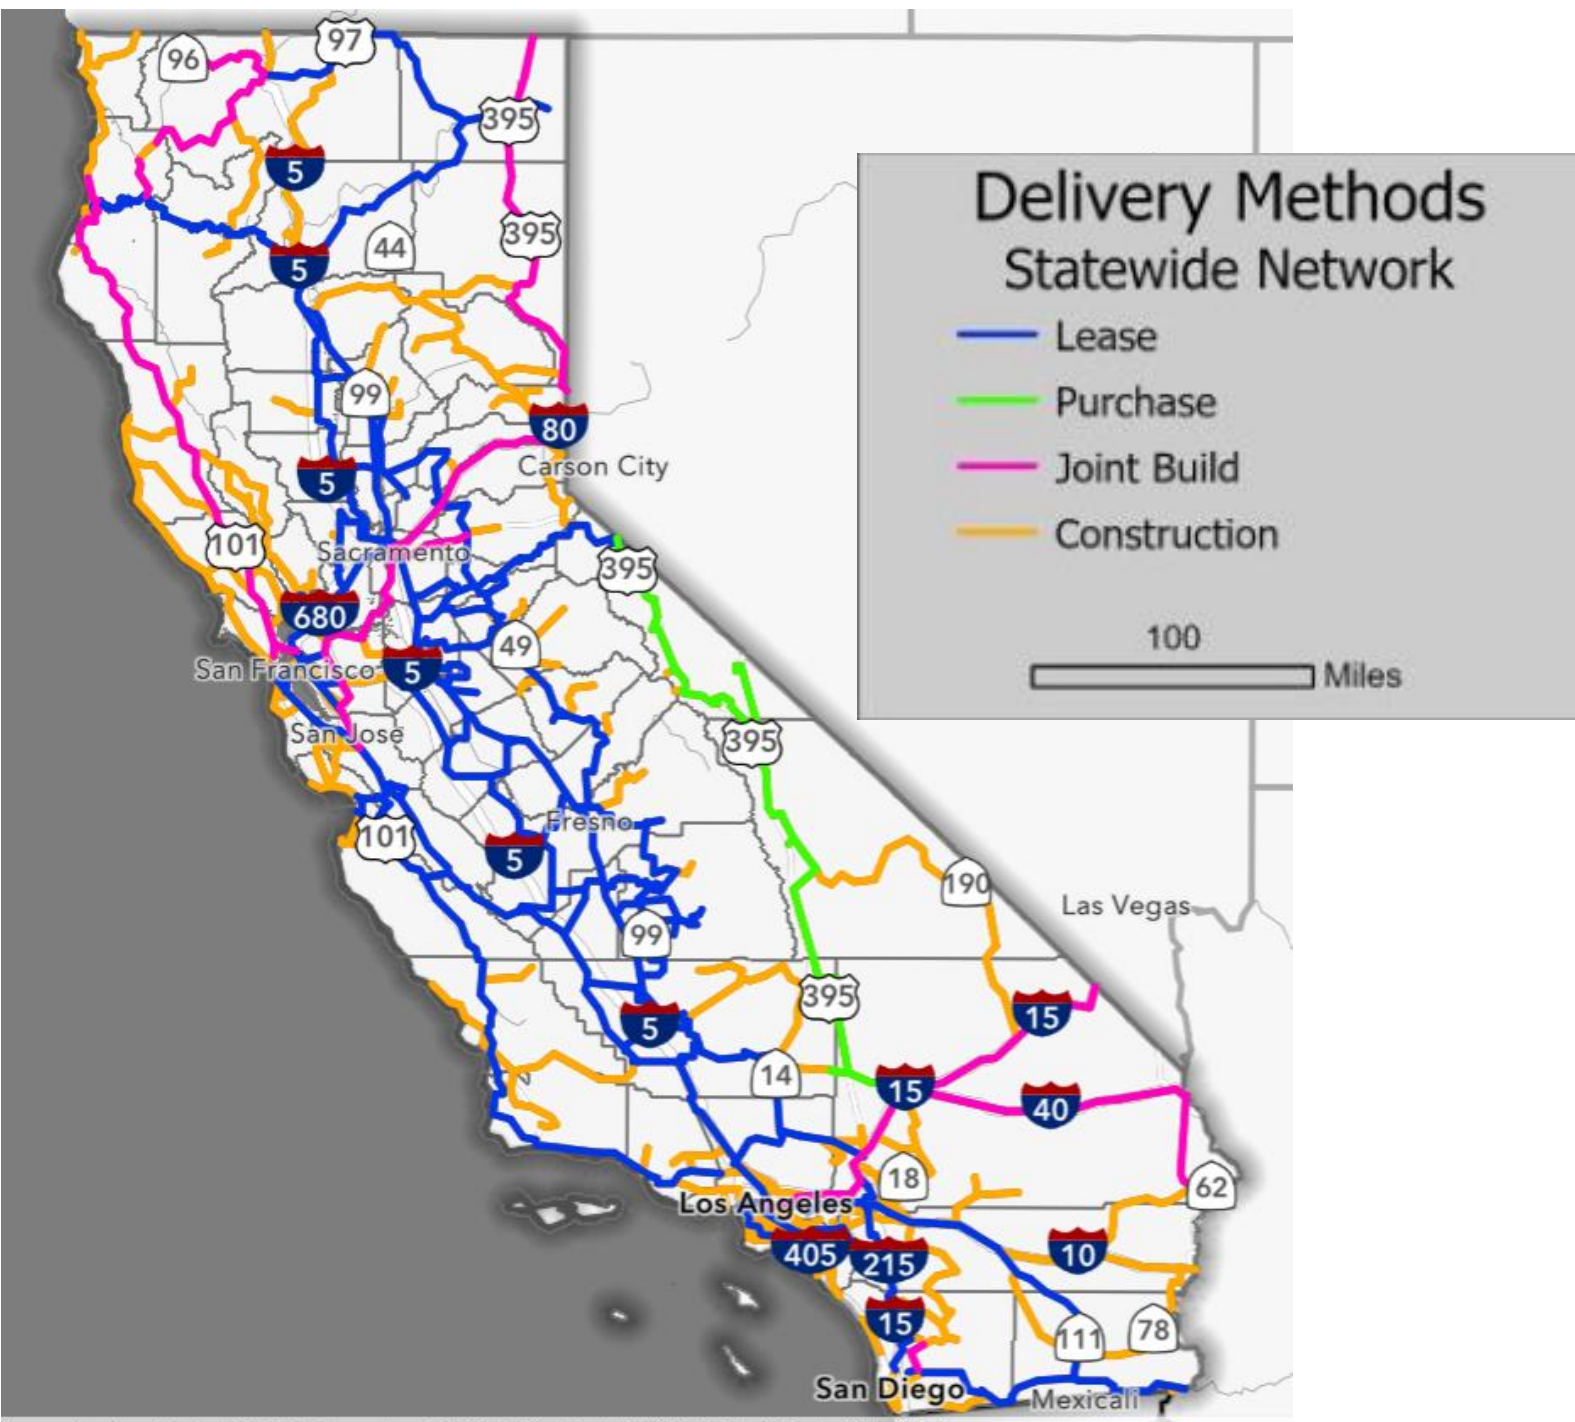 97
96
395
5
395
44
5
99
80
Carson City
5
101
Sacramento
395
680
49
San Francisco
5
San Jose
395
Fresno
101
5
190
Las Vegas
99
395
15
5
14
15
40
18
62
Los Angeles
405
215
10
15
111
78
San Diego
Mexicali
Delivery Methods
Statewide Network
Lease
Purchase
Joint Build
Construction
100
Miles